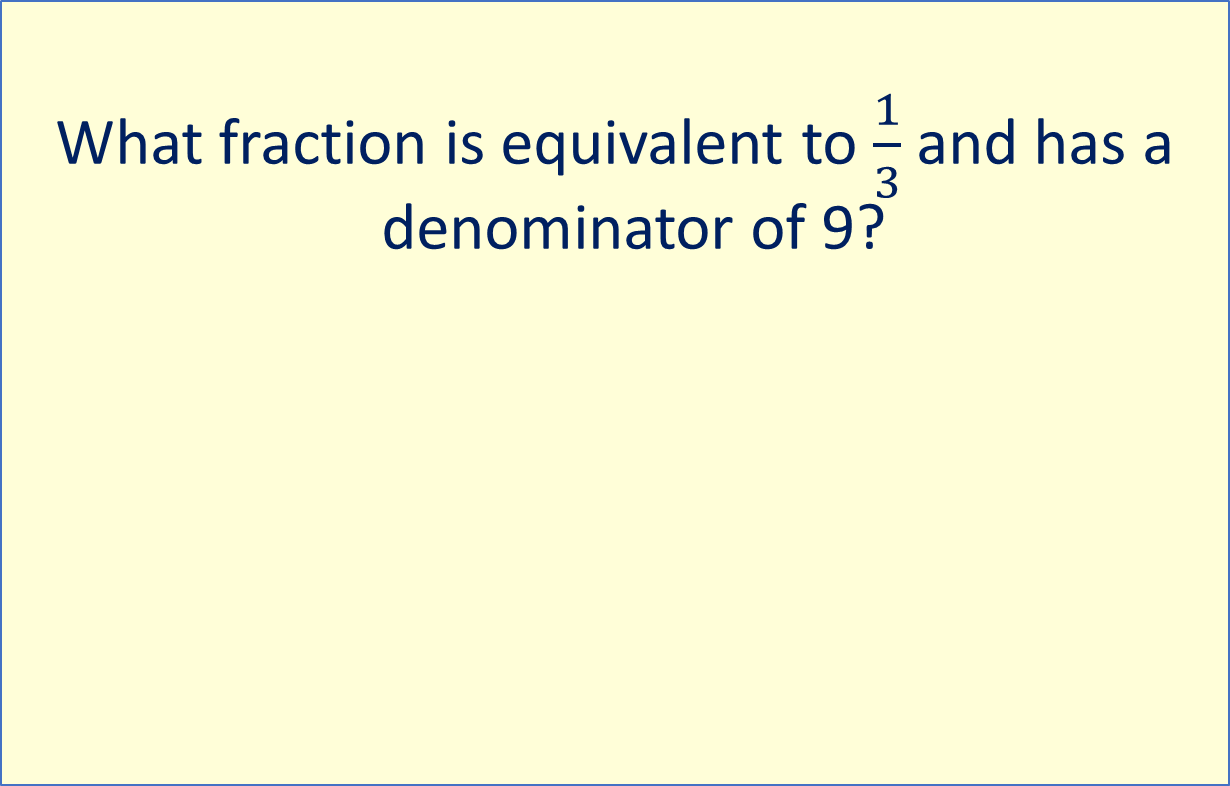 What fraction is equivalent to 1/3 and has a
denominator of 9?